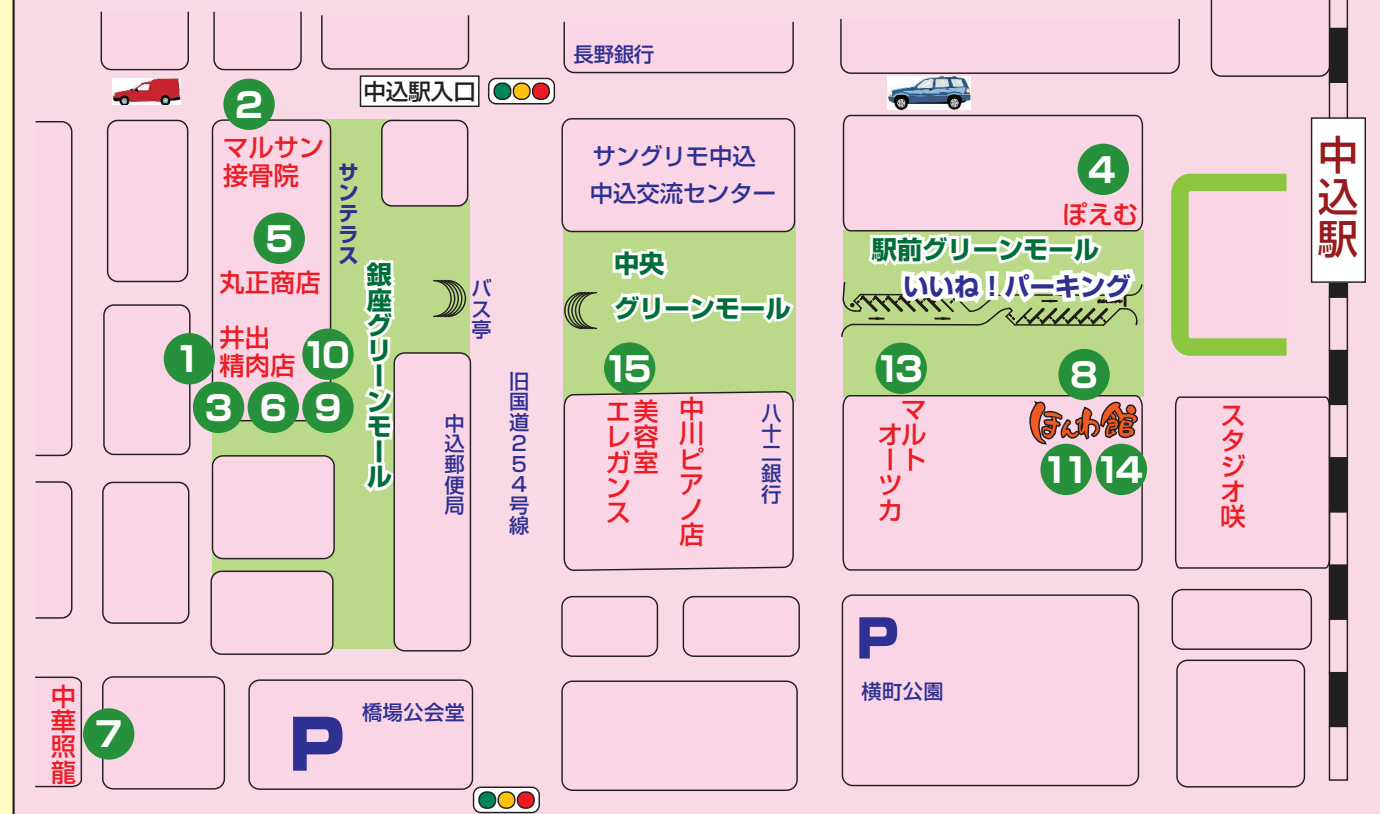 長野銀行
中込駅入口
2
マルサン
接骨院
サンテラス
5
丸正商店
井出
精肉店
1
10
3
6
9
銀座グリーンモール
バス亭
中込郵便局
旧国道254号線
サングリモ中込
中込交流センター
中央
グリーンモール
15
美容室
エレガンス
中川ピアノ店
八十二銀行
4
ぽえむ
駅前グリーンモール
いいね!パーキング
13
マルト
オーツカ
8
ほんわ館
11
14
スタジオ咲
中込駅
中華照龍
7
P
橋場公会堂
P
横町公園